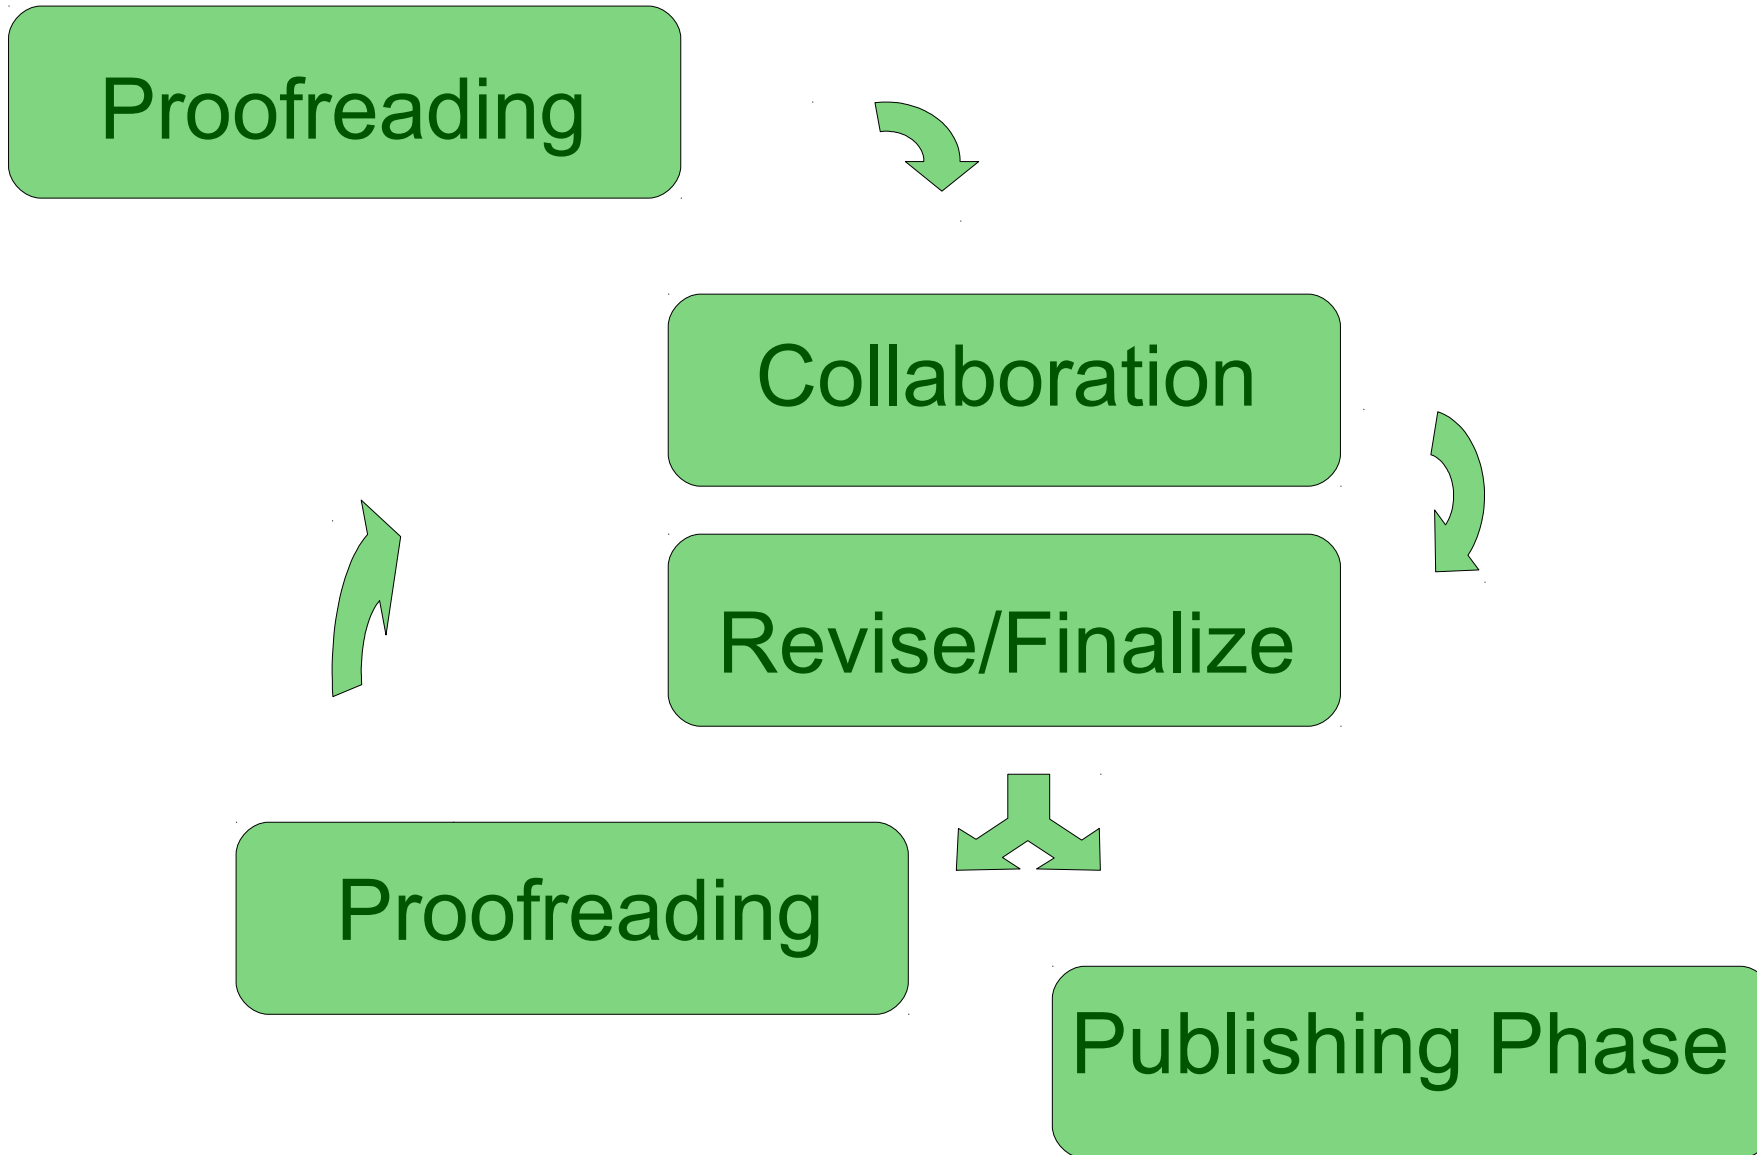 Proofreading
Collaboration
Revise/Finalize
Proofreading
Publishing Phase